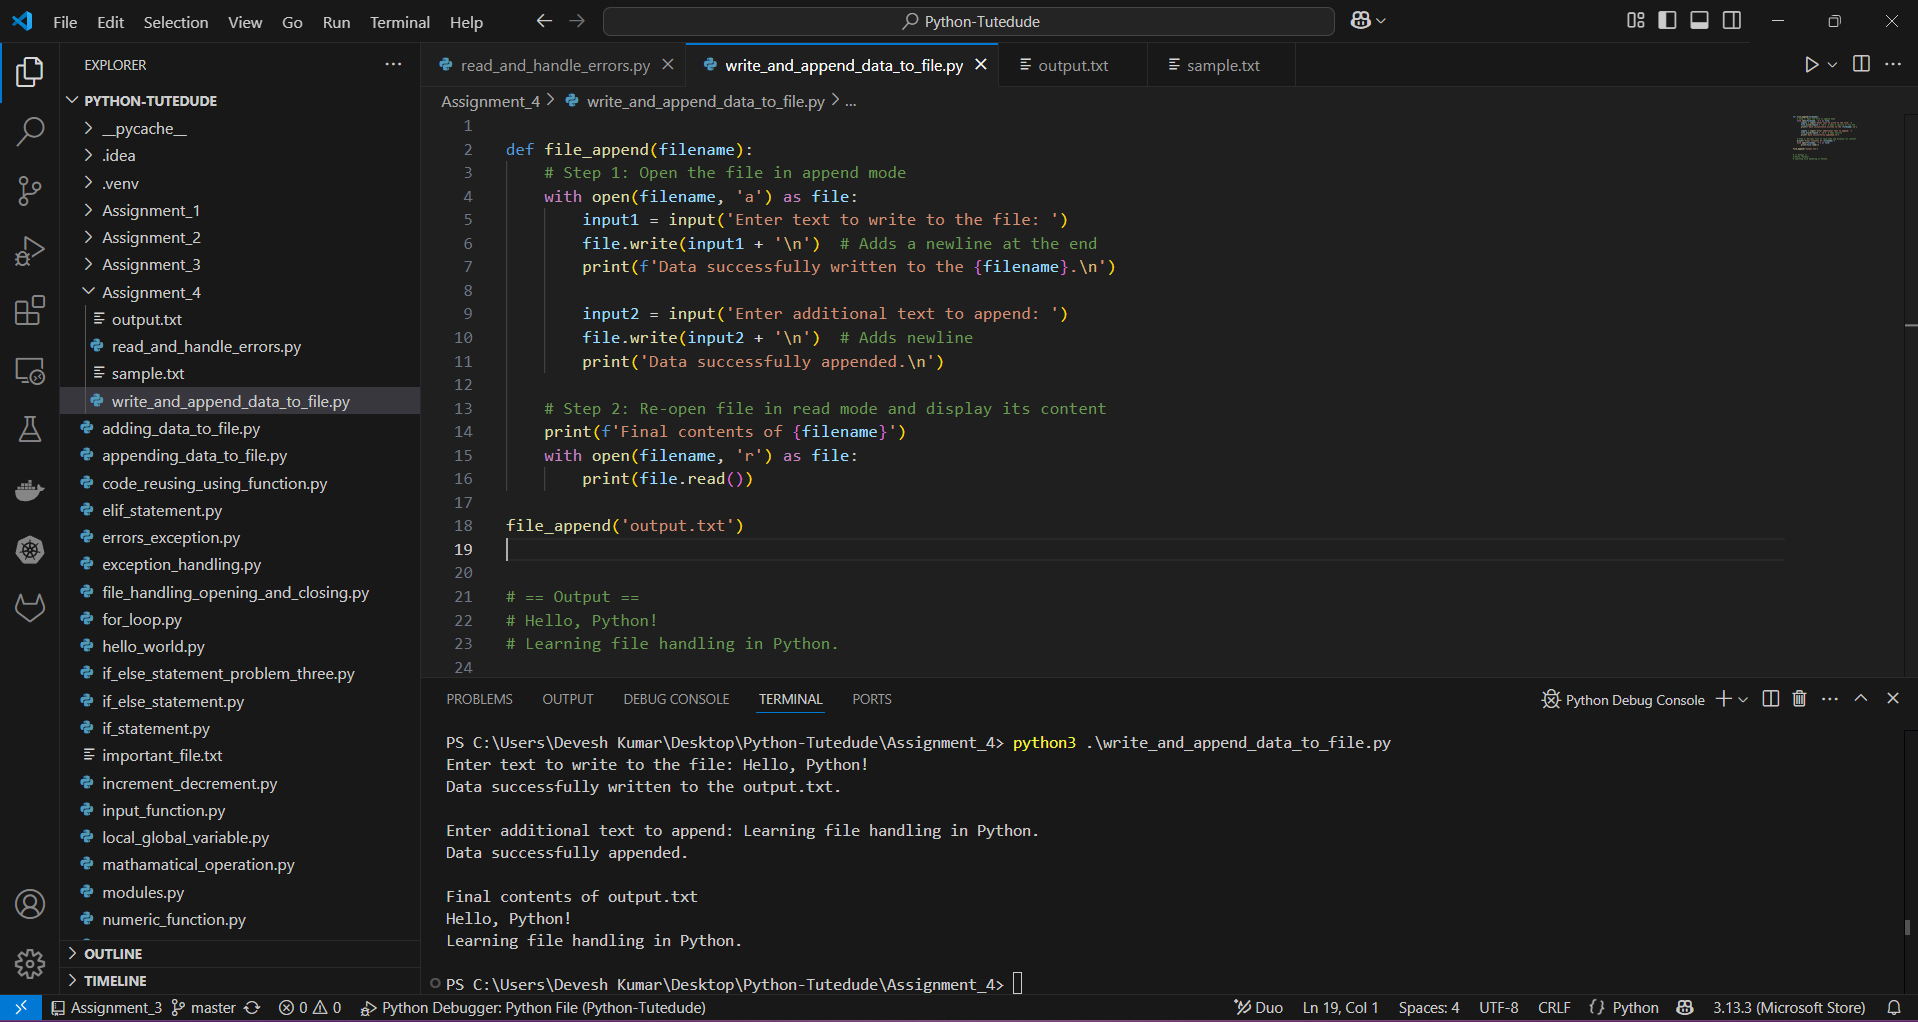 File Edit Selection View Go Run Terminal Help
Python-Tutedude
EXPLORER
PYTHON-TUTEDUDE
__pycache__
.idea
.venv
Assignment_1
Assignment_2
Assignment_3
Assignment_4
output.txt
read_and_handle_errors.py
sample.txt
write_and_append_data_to_file.py
adding_data_to_file.py
appending_data_to_file.py
code_reusing_using_function.py
elif_statement.py
errors_exception.py
exception_handling.py
file_handling_opening_and_closing.py
for_loop.py
hello_world.py
if_else_statement_problem_three.py
if_else_statement.py
if_statement.py
important_file.txt
increment_decrement.py
input_function.py
local_global_variable.py
mathamatical_operation.py
modules.py
numeric_function.py
OUTLINE
TIMELINE
read_and_handle_errors.py write_and_append_data_to_file.py output.txt sample.txt
Assignment_4 > write_and_append_data_to_file.py > ...
1
2 def file_append(filename):
3 # Step 1: Open the file in append mode
4 with open(filename, 'a') as file:
5 input1 = input('Enter text to write to the file: ')
6 file.write(input1 + '\n')  # Adds a newline at the end
7 print(f'Data successfully written to the {filename}.\n')
8
9 input2 = input('Enter additional text to append: ')
10 file.write(input2 + '\n')  # Adds newline
11 print('Data successfully appended.\n')
12
13 # Step 2: Re-open file in read mode and display its content
14 print(f'Final contents of {filename}')
15 with open(filename, 'r') as file:
16 print(file.read())
17
18 file_append('output.txt')
19
20
21 # == Output ==
22 # Hello, Python!
23 # Learning file handling in Python.
24
PROBLEMS OUTPUT DEBUG CONSOLE TERMINAL PORTS
Python Debug Console
PS C:\Users\Devesh Kumar\Desktop\Python-Tutedude\Assignment_4> python3 .\write_and_append_data_to_file.py
Enter text to write to the file: Hello, Python!
Data successfully written to the output.txt.
Enter additional text to append: Learning file handling in Python.
Data successfully appended.
Final contents of output.txt
Hello, Python!
Learning file handling in Python.
PS C:\Users\Devesh Kumar\Desktop\Python-Tutedude\Assignment_4>
Assignment_3 master 0 0 Python Debugger: Python File (Python-Tutedude) Duo Ln 19, Col 1 Spaces: 4 UTF-8 CRLF {} Python 3.13.3 (Microsoft Store)